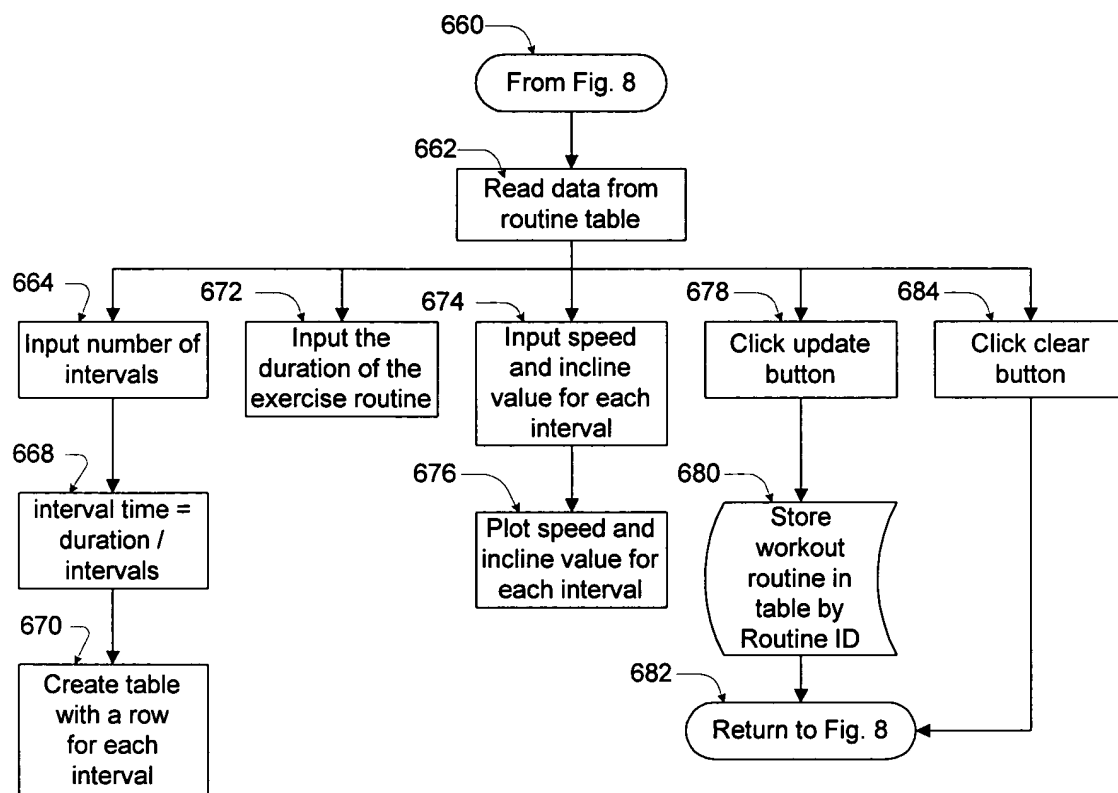 660
From Fig. 8
662
Read data from
routine table
664
Input number of
intervals
668
interval time =
duration /
intervals
670
Create table
with a row
for each
interval
672
Input the
duration of the
exercise routine
674
Input speed
and incline
value for each
interval
676
Plot speed and
incline value for
each interval
678
Click update
button
680
Store
workout
routine in
table by
Routine ID
682
Return to Fig. 8
684
Click clear
button